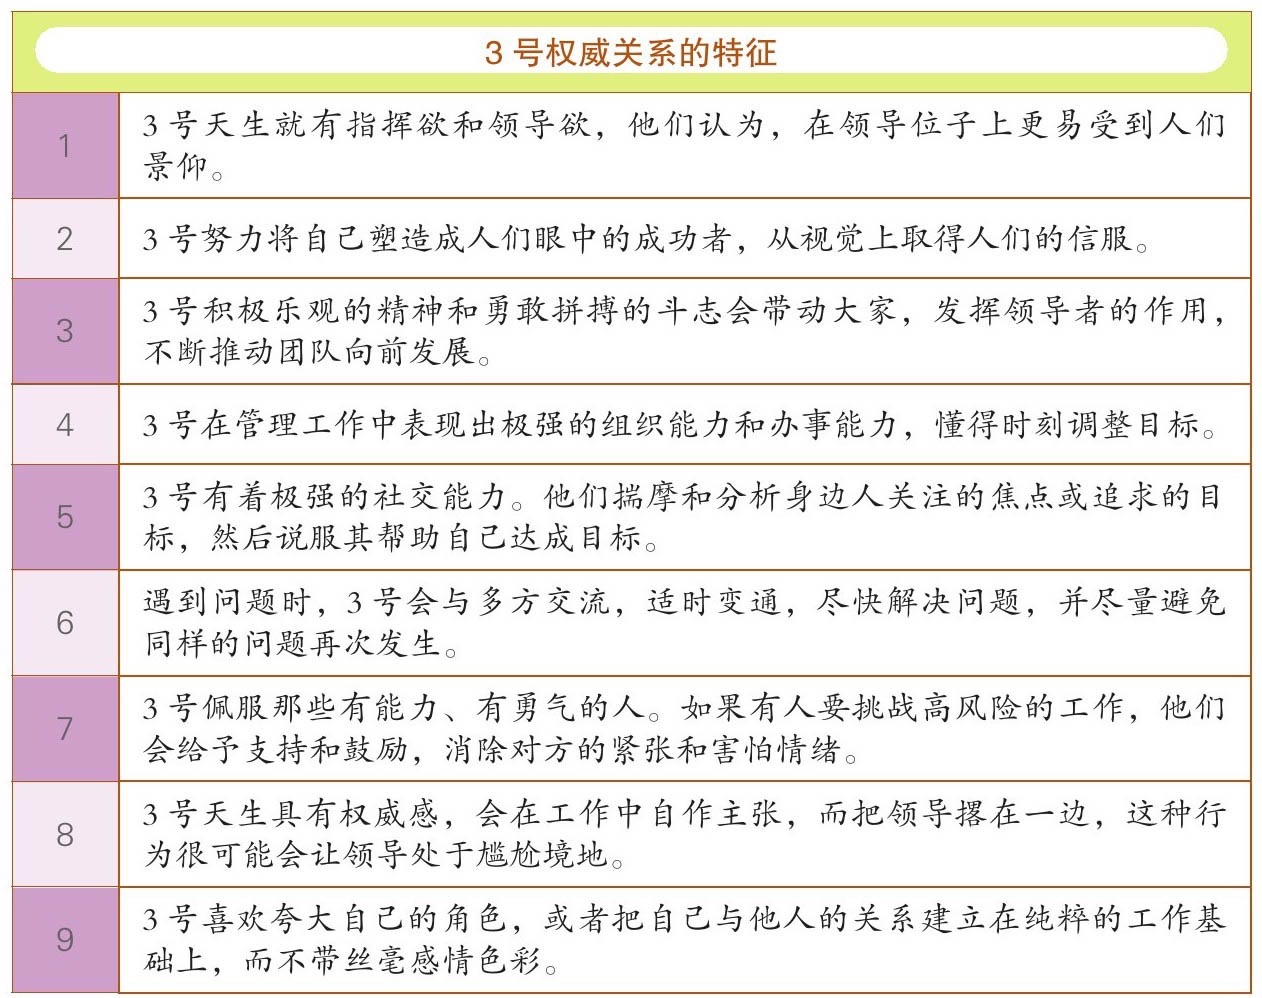 3号权威关系的特征
1
3号天生就有指挥欲和领导欲，他们认为，在领导位子上更易受到人们
景仰。
2
3号努力将自己塑造成人们眼中的成功者，从视觉上取得人们的信服。
3
3号积极乐观的精神和勇敢拼搏的斗志会带动大家，发挥领导者的作用，
不断推动团队向前发展。
4
3号在管理工作中表现出极强的组织能力和办事能力，懂得时刻调整目标。
5
3号有着极强的社交能力。他们揣摩和分析身边人关注的焦点或追求的目
标，然后说服其帮助自己达成目标。
6
遇到问题时，3号会与多方交流，适时变通，尽快解决问题，并尽量避免
同样的问题再次发生。
7
3号佩服那些有能力、有勇气的人。如果有人要挑战高风险的工作，他们
会给予支持和鼓励，消除对方的紧张和害怕情绪。
8
3号天生具有权威感，会在工作中自作主张，而把领导撂在一边，这种行
为很可能会让领导处于尴尬境地。
9
3号喜欢夸大自己的角色，或者把自己与他人的关系建立在纯粹的工作基
础上，而不带丝毫感情色彩。